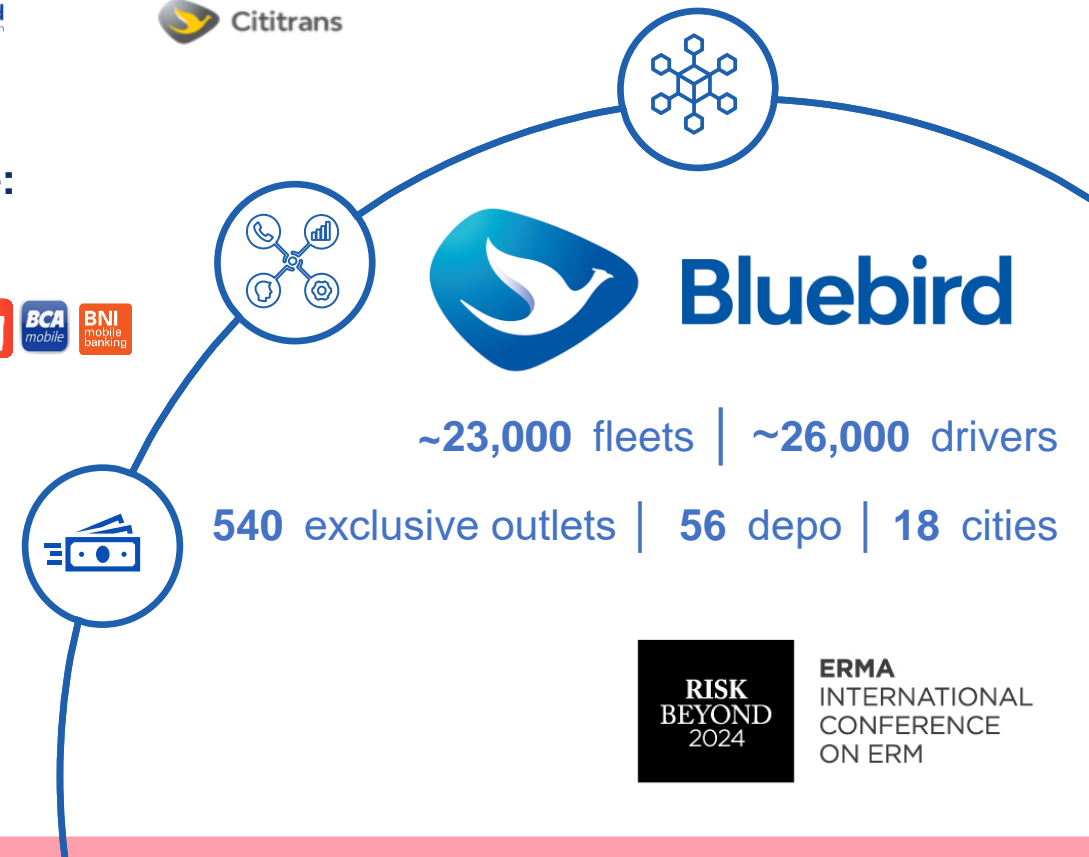 Cititrans
:
BCA
mobile
BNI
mobile
banking
Bluebird
~23,000 fleets | ~26,000 drivers
540 exclusive outlets | 56 depo | 18 cities
RISK
BEYOND
2024
ERMA
INTERNATIONAL
CONFERENCE
ON ERM